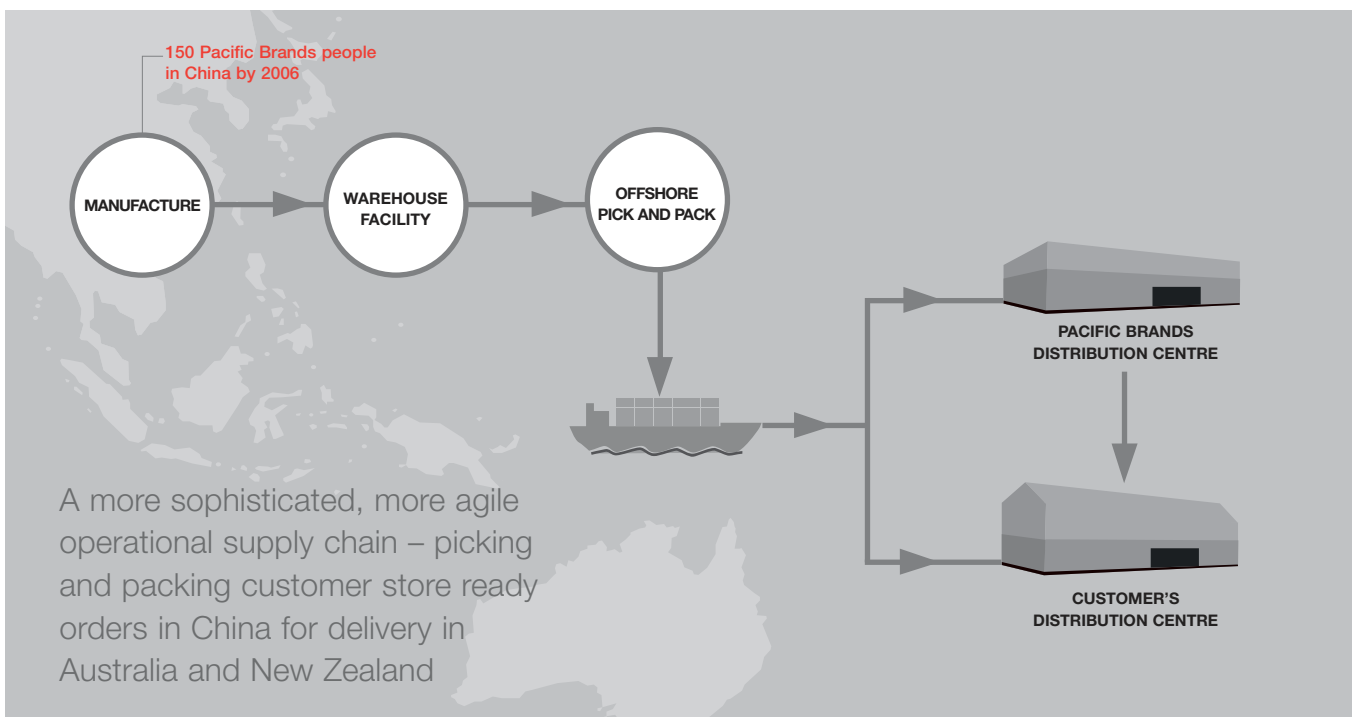 150 Pacific Brands people
in China by 2006
MANUFACTURE
WAREHOUSE
FACILITY
OFFSHORE
PICK AND PACK
PACIFIC BRANDS
DISTRIBUTION CENTRE
CUSTOMER'S
DISTRIBUTION CENTRE
A more sophisticated, more agile
operational supply chain – picking
and packing customer store ready
orders in China for delivery in
Australia and New Zealand